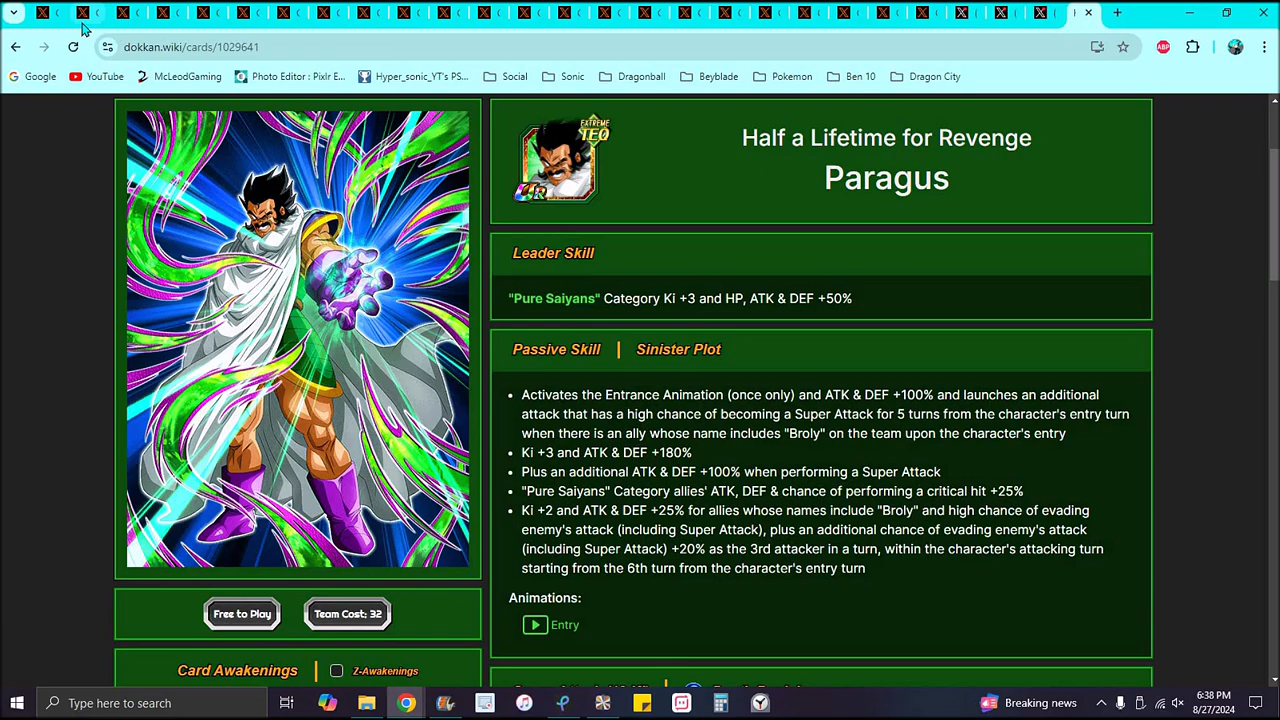 dokkan.wiki/cards/1029641
ABP
Google
YouTube
McLeodGaming
Photo Editor : Pixlr E...
Hyper_sonic_YT's PS...
Social
Sonic
Dragonball
Beyblade
Pokemon
Ben 10
Dragon City
EXTREME
TEQ
UR
Half a Lifetime for Revenge
Paragus
Leader Skill
"Pure Saiyans" Category Ki +3 and HP, ATK & DEF +50%
Passive Skill | Sinister Plot
Activates the Entrance Animation (once only) and ATK & DEF +100% and launches an additional
attack that has a high chance of becoming a Super Attack for 5 turns from the character's entry turn
when there is an ally whose name includes "Broly" on the team upon the character's entry
Ki +3 and ATK & DEF +180%
Plus an additional ATK & DEF +100% when performing a Super Attack
"Pure Saiyans" Category allies' ATK, DEF & chance of performing a critical hit +25%
Ki +2 and ATK & DEF +25% for allies whose names include "Broly" and high chance of evading
enemy's attack (including Super Attack), plus an additional chance of evading enemy's attack
(including Super Attack) +20% as the 3rd attacker in a turn, within the character's attacking turn
starting from the 6th turn from the character's entry turn
Animations:
Entry
Free to Play
Team Cost: 32
Card Awakenings | Z-Awakenings
Type here to search
Breaking news
6:38 PM
8/27/2024